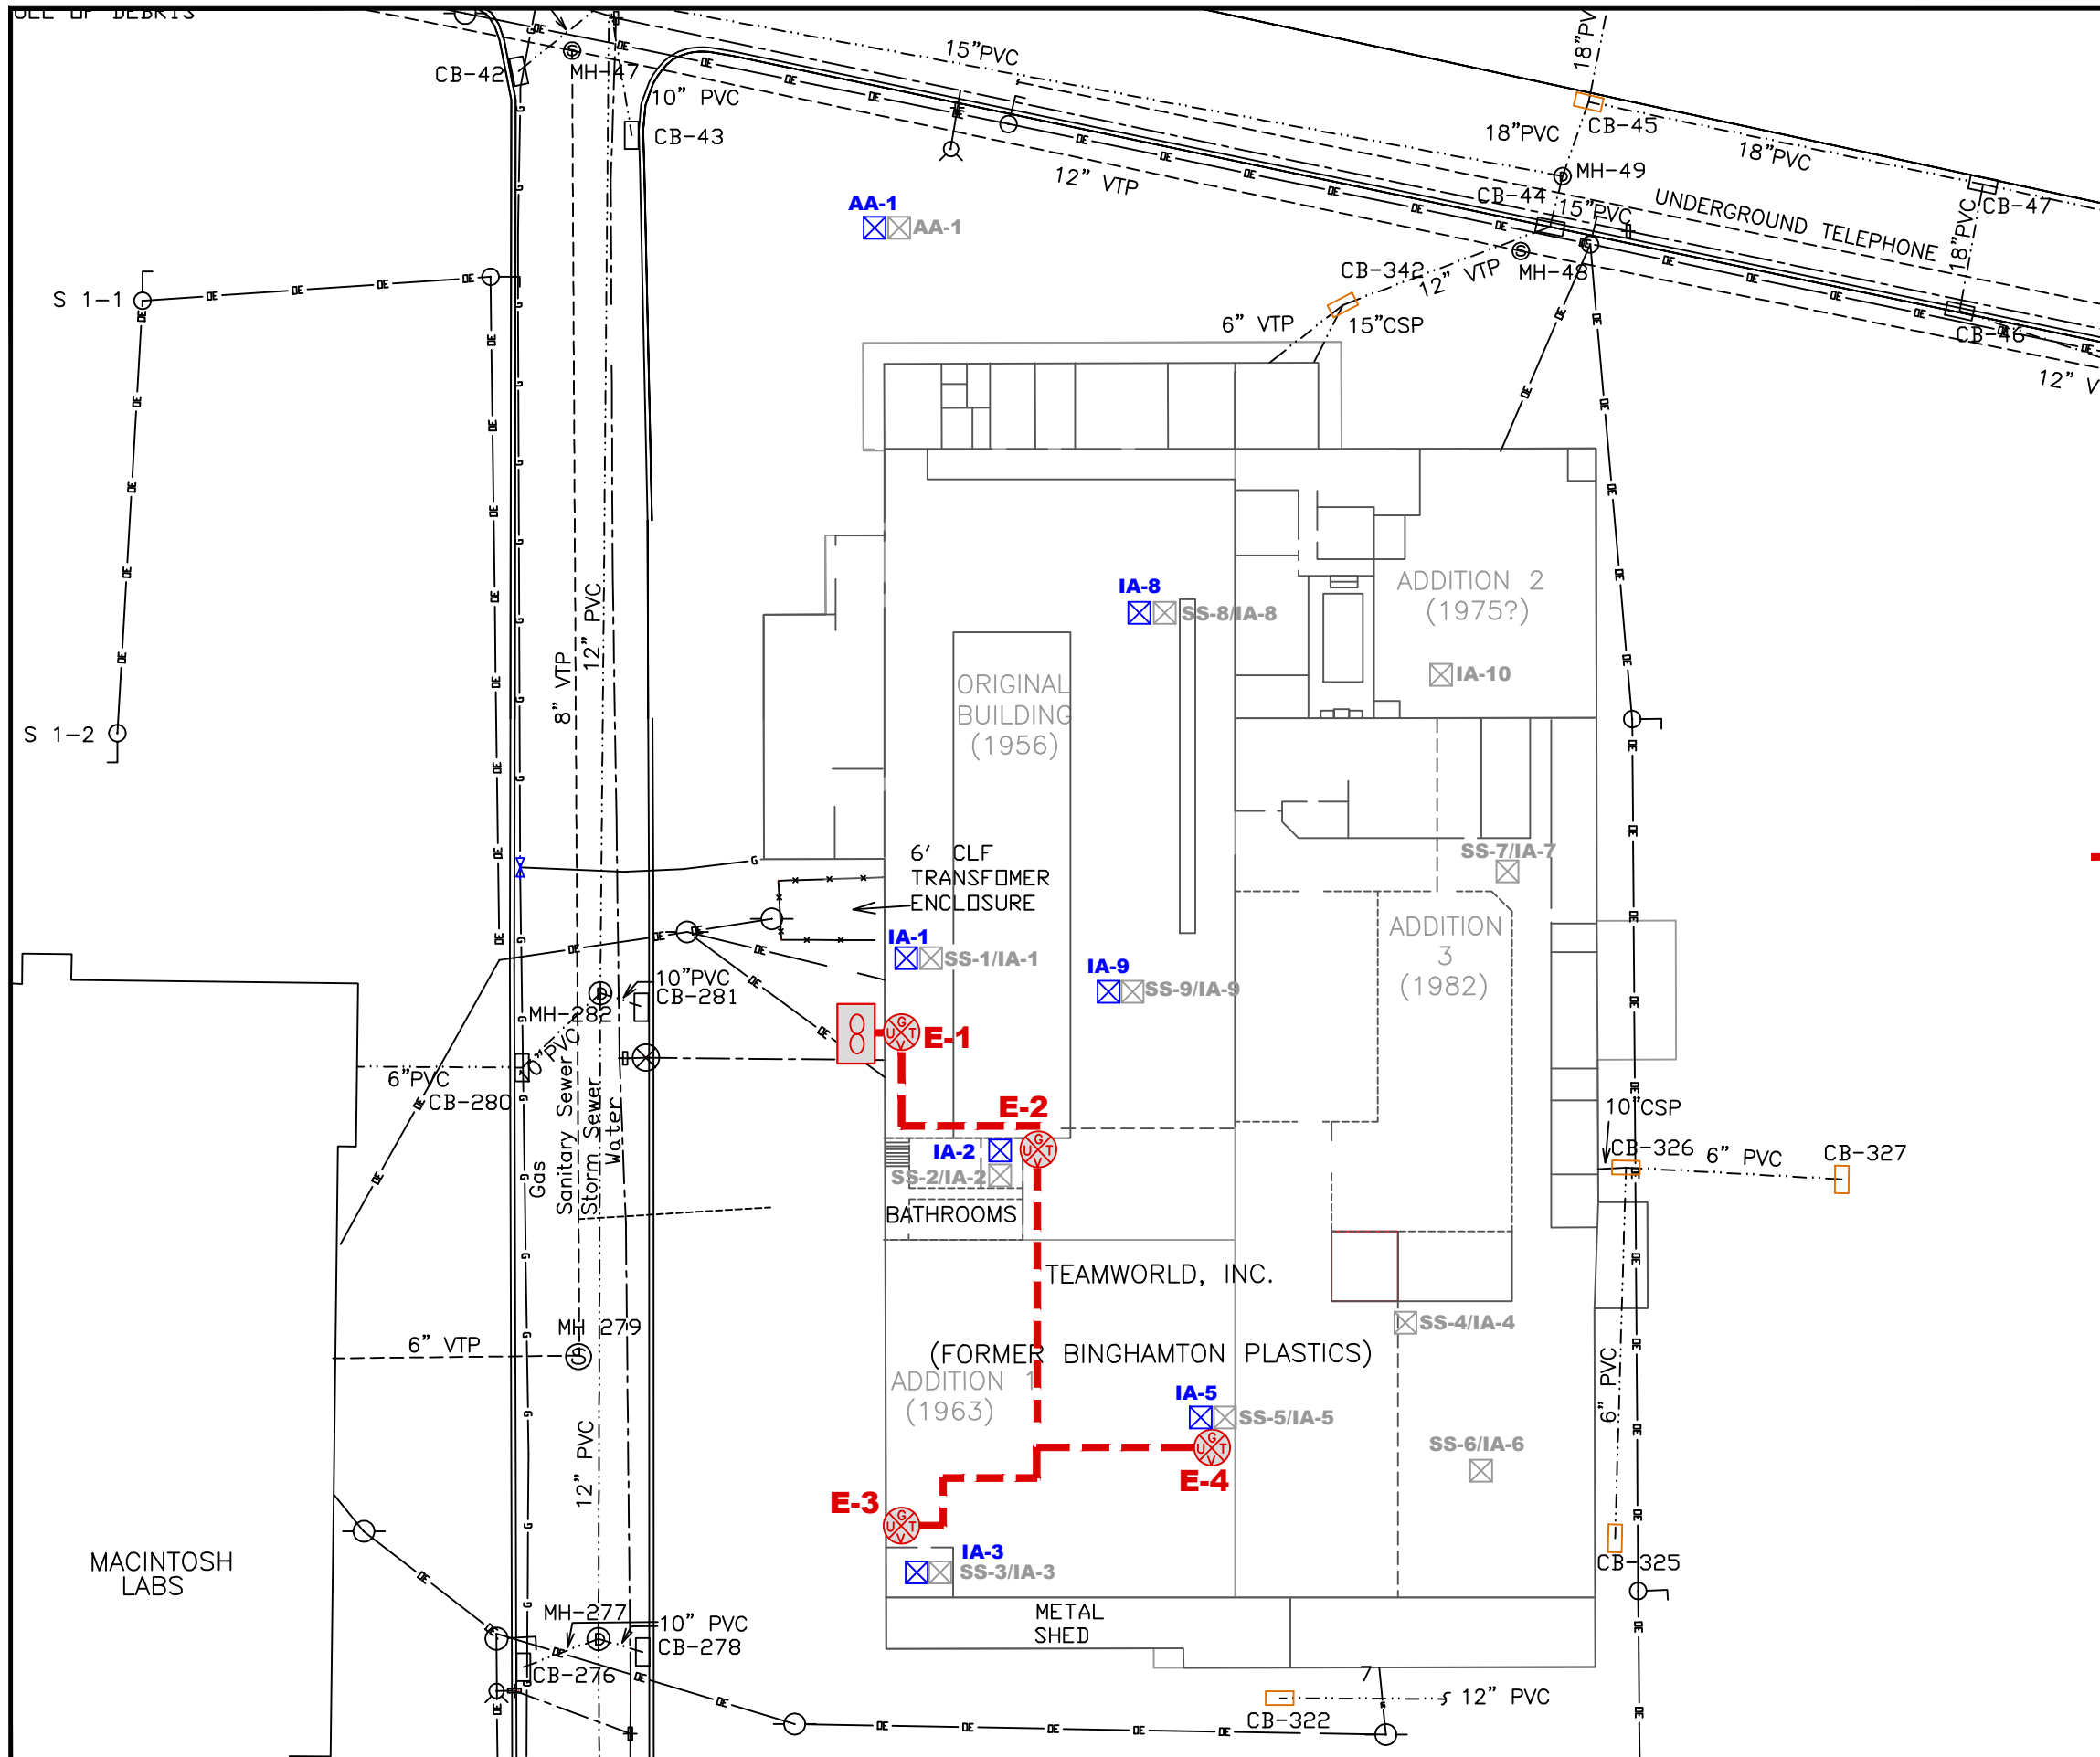 CB-42
MH-47
10" PVC
CB-43
15"PVC
12" VTP
18"PVC
CB-45
18"PVC
MH-49
CB-44
15"PVC
UNDERGROUND TELEPHONE
18"PVC
CB-47
CB-46
MH-48
CB-342
12" VTP
6" VTP
15"CSP
AA-1
AA-1
S 1-1
S 1-2
8" VTP
12" PVC
IA-8
SS-8/IA-8
ADDITION 2
(1975?)
IA-10
ORIGINAL
BUILDING
(1956)
6' CLF
TRANSFOMER
ENCLOSURE
SS-7/IA-7
ADDITION
3
(1982)
IA-1
SS-1/IA-1
IA-9
SS-9/IA-9
10"PVC
CB-281
MH-282
E-1
6"PVC
CB-280
Gas
Sanitary Sewer
Storm Sewer
Water
E-2
IA-2
SS-2/IA-2
BATHROOMS
10"CSP
CB-326
6" PVC
CB-327
TEAMWORLD, INC.
(FORMER BINGHAMTON PLASTICS)
ADDITION 1
(1963)
SS-4/IA-4
MH 279
6" VTP
12" PVC
IA-5
SS-5/IA-5
E-4
SS-6/IA-6
6" PVC
CB-325
E-3
IA-3
SS-3/IA-3
MACINTOSH
LABS
METAL
SHED
MH-277
10" PVC
CB-278
CB-276
12" PVC
CB-322